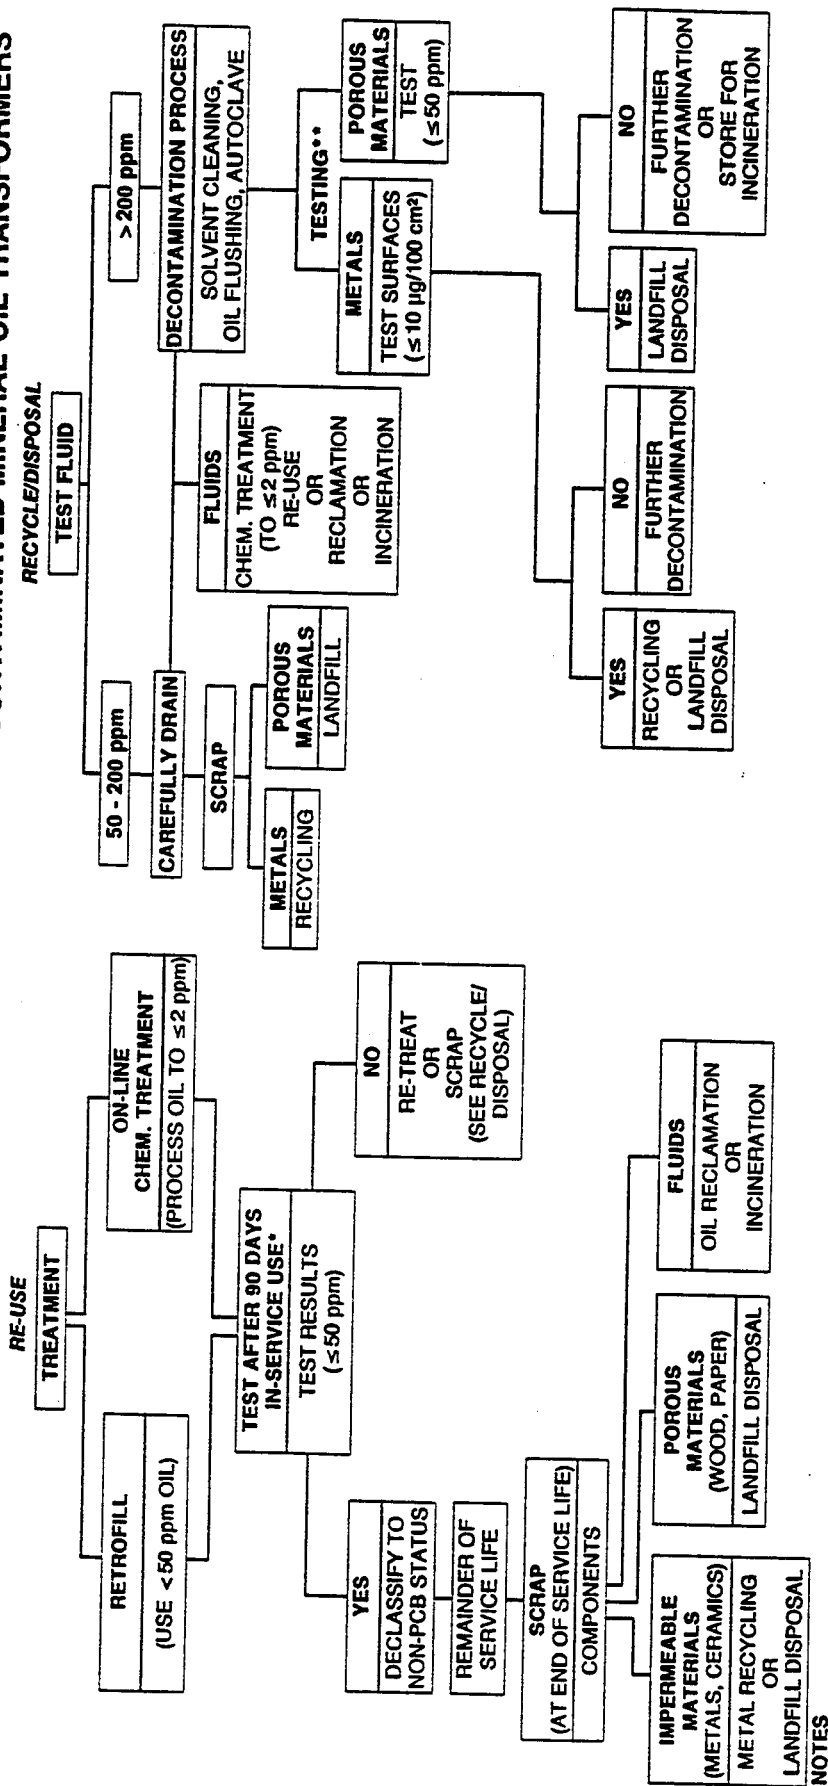 CONTAMINATED MINERAL OIL TRANSFORMERS
RE-USE
TREATMENT
RETROFILL
(USE <50 ppm OIL)
ON-LINE
CHEM. TREATMENT
(PROCESS OIL TO ≤2 ppm)
TEST AFTER 90 DAYS
IN-SERVICE USE*
TEST RESULTS
(≤50 ppm)
YES
DECLASSIFY TO
NON-PCB STATUS
REMAINDER OF
SERVICE LIFE
SCRAP
(AT END OF SERVICE LIFE)
COMPONENTS
NO
RE-TREAT
OR
SCRAP
(SEE RECYCLE/
DISPOSAL)
IMPERMEABLE
MATERIALS
(METALS, CERAMICS)
METAL RECYCLING
OR
LANDFILL DISPOSAL
POROUS
MATERIALS
(WOOD, PAPER)
LANDFILL DISPOSAL
FLUIDS
OIL RECLAMATION
OR
INCINERATION
RECYCLE/DISPOSAL
TEST FLUID
50 - 200 ppm
CAREFULLY DRAIN
SCRAP
METALS
RECYCLING
POROUS
MATERIALS
LANDFILL
FLUIDS
CHEM. TREATMENT
(TO ≤2 ppm)
RE-USE
OR
RECLAMATION
OR
INCINERATION
>200 ppm
DECONTAMINATION PROCESS
SOLVENT CLEANING,
OIL FLUSHING, AUTOCLAVE
TESTING**
METALS
TEST SURFACES
(≤10 µg/100 cm²)
POROUS
MATERIALS
TEST
(≤50 ppm)
YES
RECYCLING
OR
LANDFILL
DISPOSAL
NO
FURTHER
DECONTAMINATION
YES
LANDFILL
DISPOSAL
NO
FURTHER
DECONTAMINATION
OR
STORE FOR
INCINERATION
NOTES